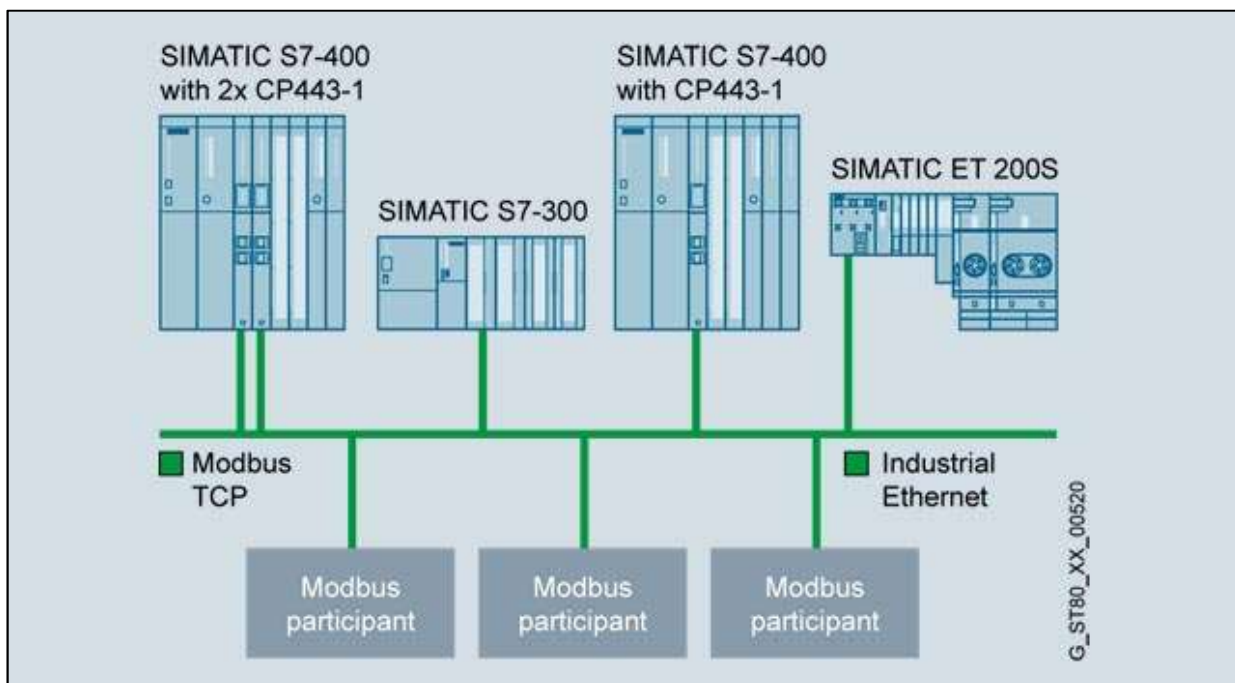 SIMATIC S7-400
with 2x CP443-1
SIMATIC S7-300
SIMATIC S7-400
with CP443-1
SIMATIC ET 200S
Modbus
TCP
Industrial
Ethernet
Modbus
participant
Modbus
participant
Modbus
participant
G_ST80_XX_00520